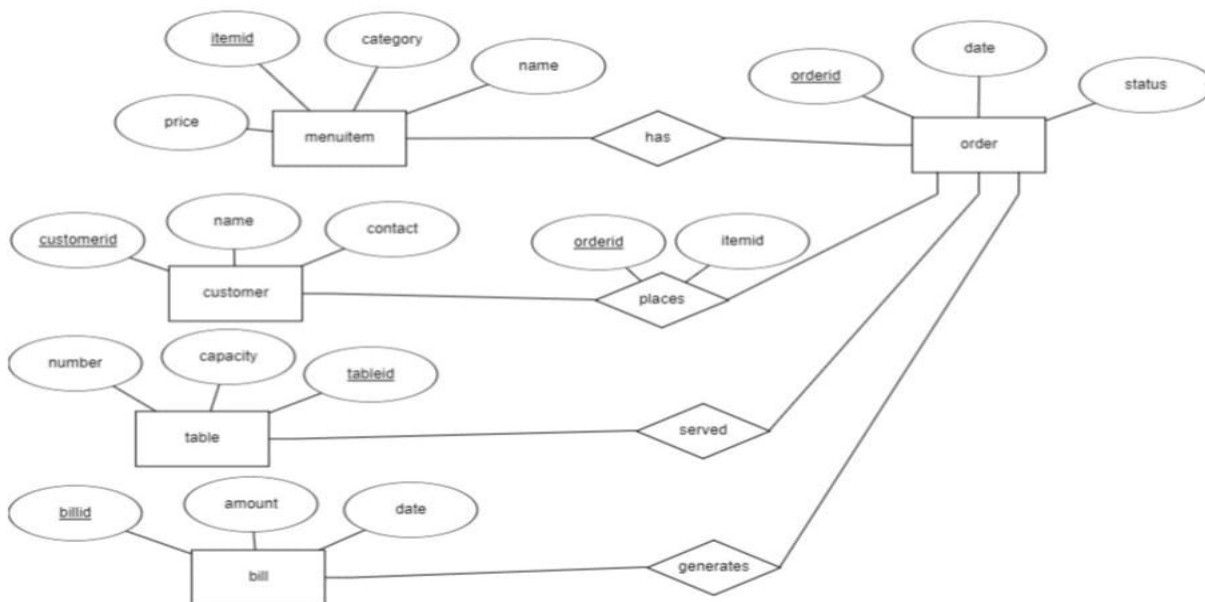 itemid
category
name
price
menuitem
has
orderid
date
status
order
customerid
name
contact
customer
orderid
itemid
places
number
capacity
tableid
table
served
billid
amount
date
bill
generates